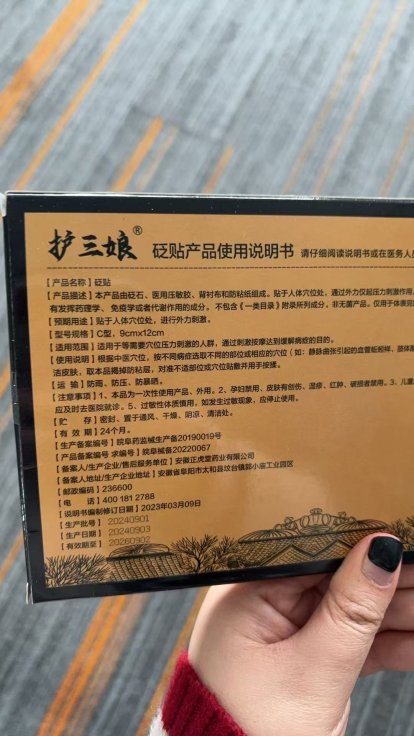 护三娘® 砭贴产品使用说明书 请仔细阅读说明书或在医务人员
【产品名称】砭贴
【产品描述】本产品由砭石、医用压敏胶、背衬布和防粘纸组成。贴于人体穴位处，通过外力仅起压力刺激作用，
有发挥药理学、免疫学或者代谢作用的成分。不包含《一类目录》附录所列成分。非无菌产品。仅用于体表完
【预期用途】贴于人体穴位处，进行外力刺激。
【型号规格】C型，9cmx12cm
【适用范围】适用于等需要穴位压力刺激的人群，通过刺激按摩达到缓解病症的目的。
【使用说明】根据中医穴位，按不同病症选取不同的部位或相应的穴位（如：静脉曲张引起的血管蚯蚓样，
洁皮肤，取本品揭掉防粘层，对准不适部位或穴位贴敷并用手按揉。
【运 输】防雨、防压、防暴晒。
【注意事项】1、本品为一次性使用产品、外用。2、孕妇禁用、皮肤有创伤、湿疹、红肿、破损者禁用。3、儿童
应及时去医院就诊。5、过敏性体质慎用，如发生过敏现象，应停止使用。
【贮 存】密封、置于通风、干燥、阴凉、清洁处。
【有 效 期】24个月。
【生产备案编号】皖阜药监械生产备20190019号
【产品备案编号】求编号：皖阜械备20220067
【备案人/生产企业/售后服务单位】安徽正虎堂药业有限公司
【备案人地址/生产企业地址】安徽省阜阳市太和县坟台镇郭小庙工业园区
【邮政编码】236600
【电 话】400 181 2788
【说明书编制修订日期】2023年03月09日
【生产批号】20240901
【生产日期】20240903
【有效期至】20260902